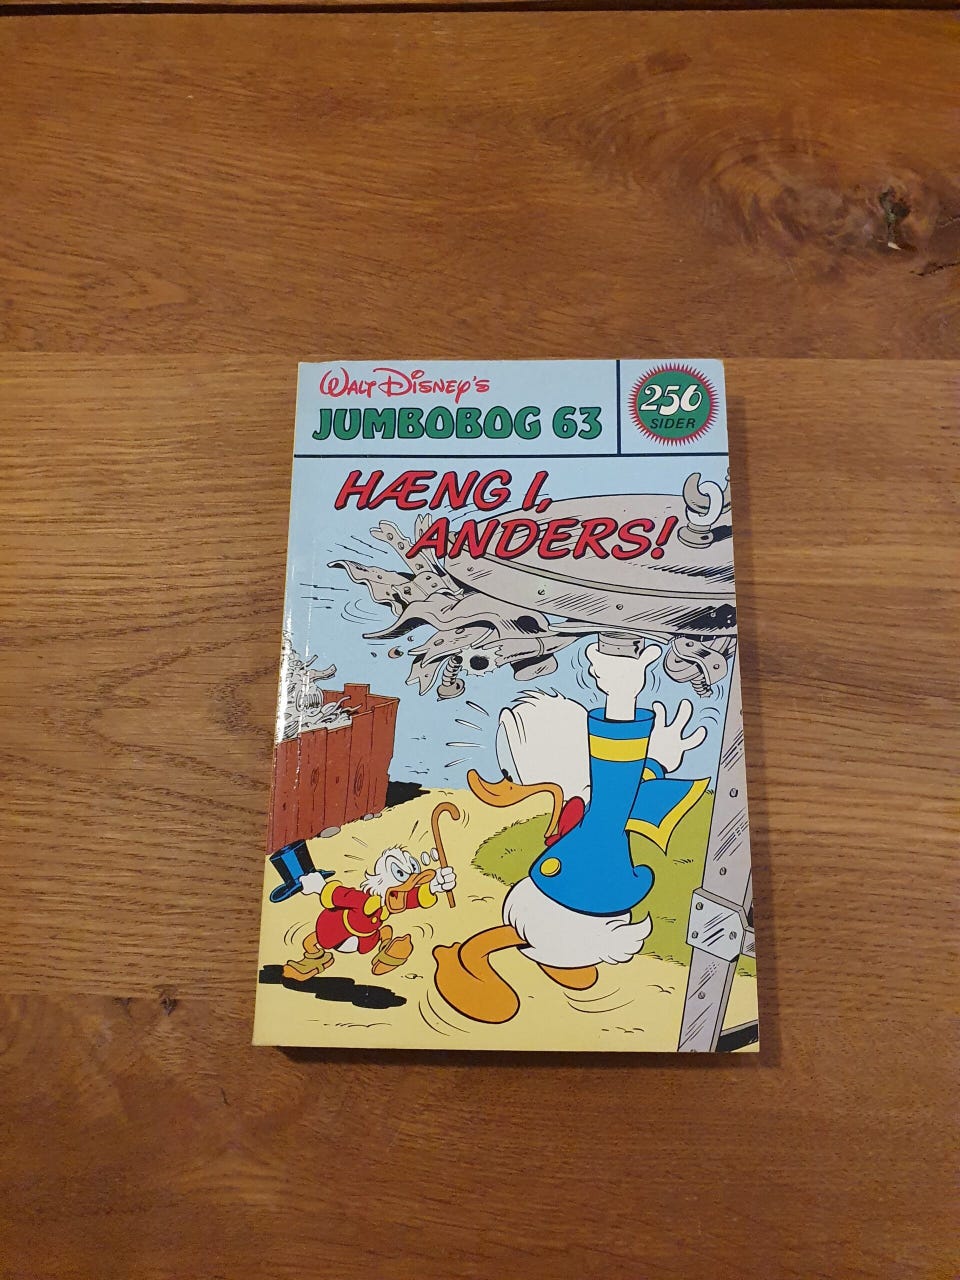 WALT DISNEY'S
JUMBOBOG 63
256
SIDER
HÆNG I,
ANDERS!